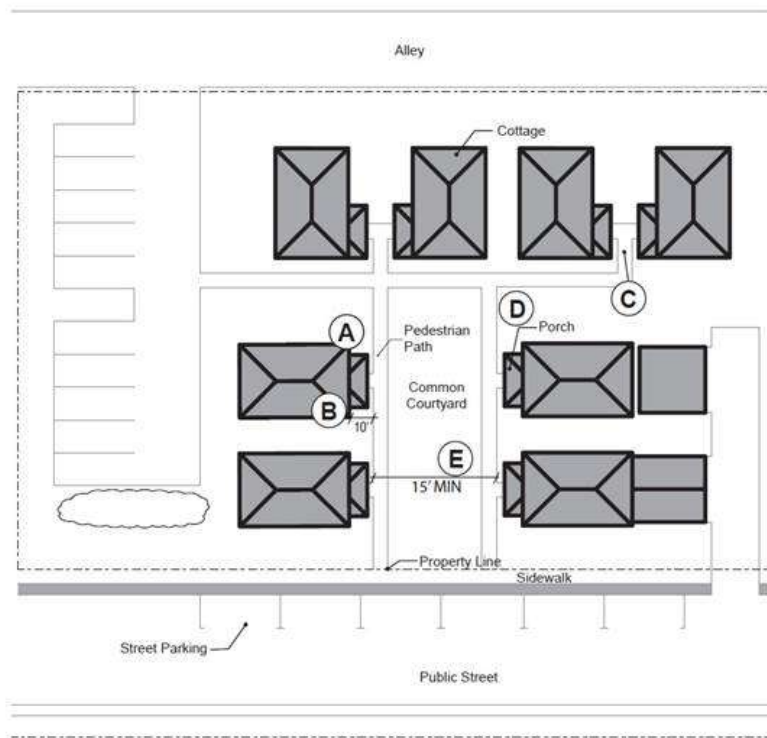 Alley
Cottage
C
A
D
Pedestrian
Path
Porch
Common
Courtyard
B
10'
E
15' MIN
Property Line
Sidewalk
Street Parking
Public Street